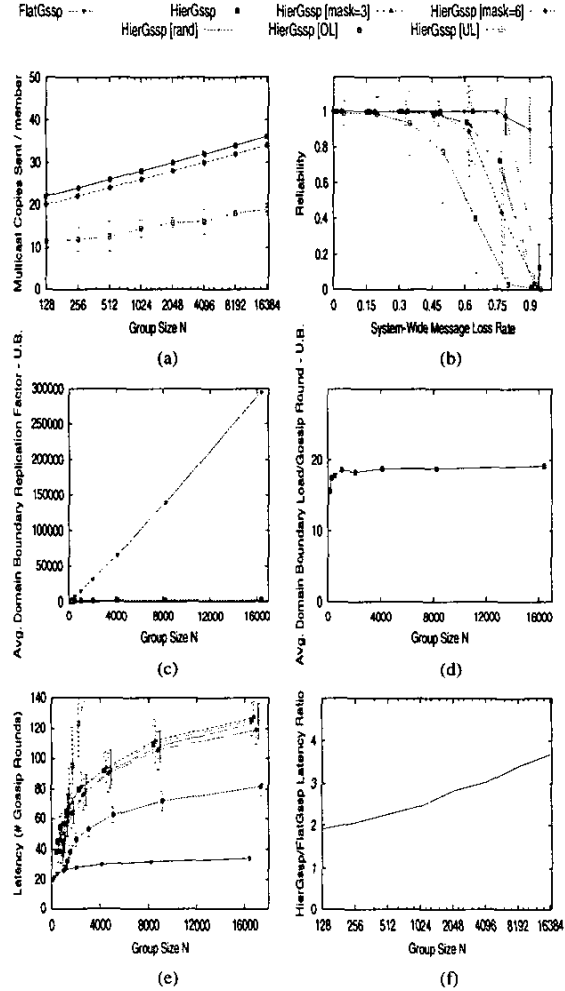 FlatGssp HierGssp HierGssp [mask=3] HierGssp [mask=6]
HierGssp [rand] HierGssp [OL] HierGssp [UL]
Multicast Copies Sent / member
50
40
30
20
10
0
128 256 512 1024 2048 4096 8192 16384
Group Size N
(a)
Reliability
1
0.8
0.6
0.4
0.2
0
0 0.15 0.3 0.45 0.6 0.75 0.9
System-Wide Message Loss Rate
(b)
Avg. Domain Boundary Replication Factor - U.B.
300000
250000
200000
150000
100000
50000
0
0 4000 8000 12000 16000
Group Size N
(c)
Avg. Domain Boundary Load/Gossip Round - U.B.
30
20
10
0
0 4000 8000 12000 16000
Group Size N
(d)
Latency (# Gossip Rounds)
140
120
100
80
60
40
20
0
0 4000 8000 12000 16000
Group Size N
(e)
HierGssp/FlatGssp Latency Ratio
5
4
3
2
1
0
128 256 512 1024 2048 4096 8192 16384
Group Size N
(f)